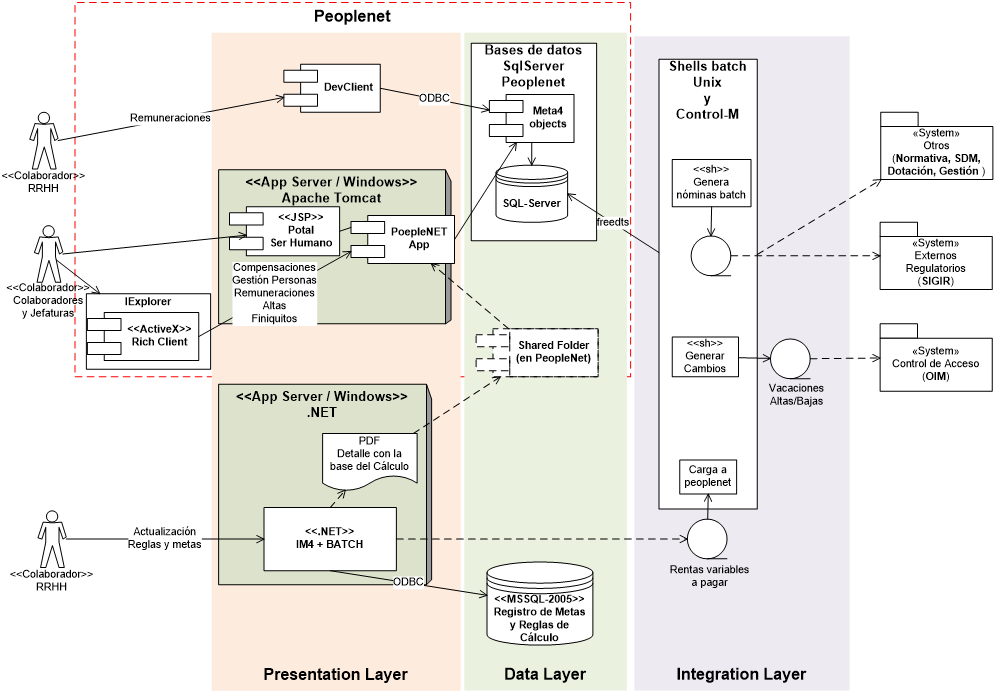 Peoplenet
Bases de datos
SqlServer
Peoplenet
Shells batch
Unix
y
Control-M
DevClient
ODBC
Meta4
objects
Remuneraciones
<<Colaborador>>
RRHH
«System»
Otros
(Normativa, SDM,
Dotación, Gestión )
<<App Server / Windows>>
Apache Tomcat
<<sh>>
Genera
nóminas batch
SQL-Server
<<JSP>>
Potal
Ser Humano
PoepleNET
App
freedts
«System»
Externos
Regulatorios
(SIGIR)
Compensaciones
Gestión Personas
Remuneraciones
Altas
Finiquitos
<<Colaborador>>
Colaboradores
y Jefaturas
IExplorer
<<ActiveX>>
Rich Client
Shared Folder
(en PeopleNet)
<<sh>>
Generar
Cambios
Vacaciones
Altas/Bajas
«System»
Control de Acceso
(OIM)
<<App Server / Windows>>
.NET
PDF
Detalle con la
base del Cálculo
Carga a
peoplenet
Actualización
Reglas y metas
<<.NET>>
IM4 + BATCH
Rentas variables
a pagar
<<Colaborador>>
RRHH
ODBC
<<MSSQL-2005>>
Registro de Metas
y Reglas de
Cálculo
Presentation Layer
Data Layer
Integration Layer